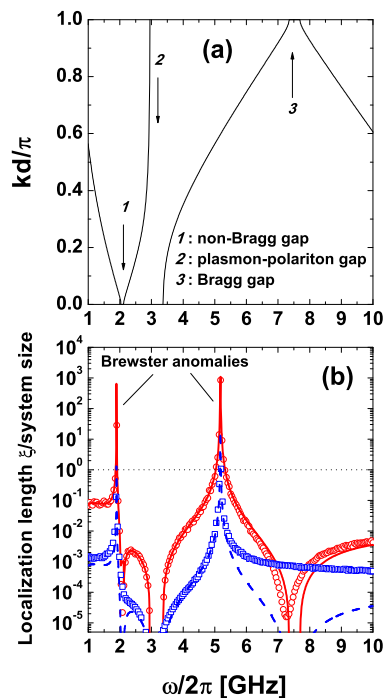 1.0
0.8
0.6
0.4
0.2
0.0
kd/π
(a)
2
1
3
1 : non-Bragg gap
2 : plasmon-polariton gap
3 : Bragg gap
1 2 3 4 5 6 7 8 9 10
Localization length ξ/system size
10⁴
10³
10²
10¹
10⁰
10⁻¹
10⁻²
10⁻³
10⁻⁴
10⁻⁵
Brewster anomalies
(b)
1 2 3 4 5 6 7 8 9 10
ω/2π [GHz]